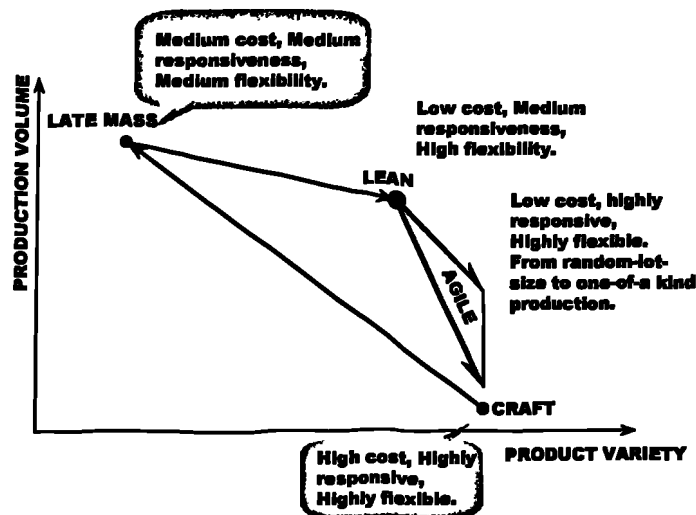 Medium cost, Medium
responsiveness,
Medium flexibility.
PRODUCTION VOLUME
LATE MASS
Low cost, Medium
responsiveness,
High flexibility.
LEAN
Low cost, highly
responsive,
Highly flexible.
From random-lot-
size to one-of-a kind
production.
AGILE
CRAFT
PRODUCT VARIETY
High cost, Highly
responsive,
Highly flexible.